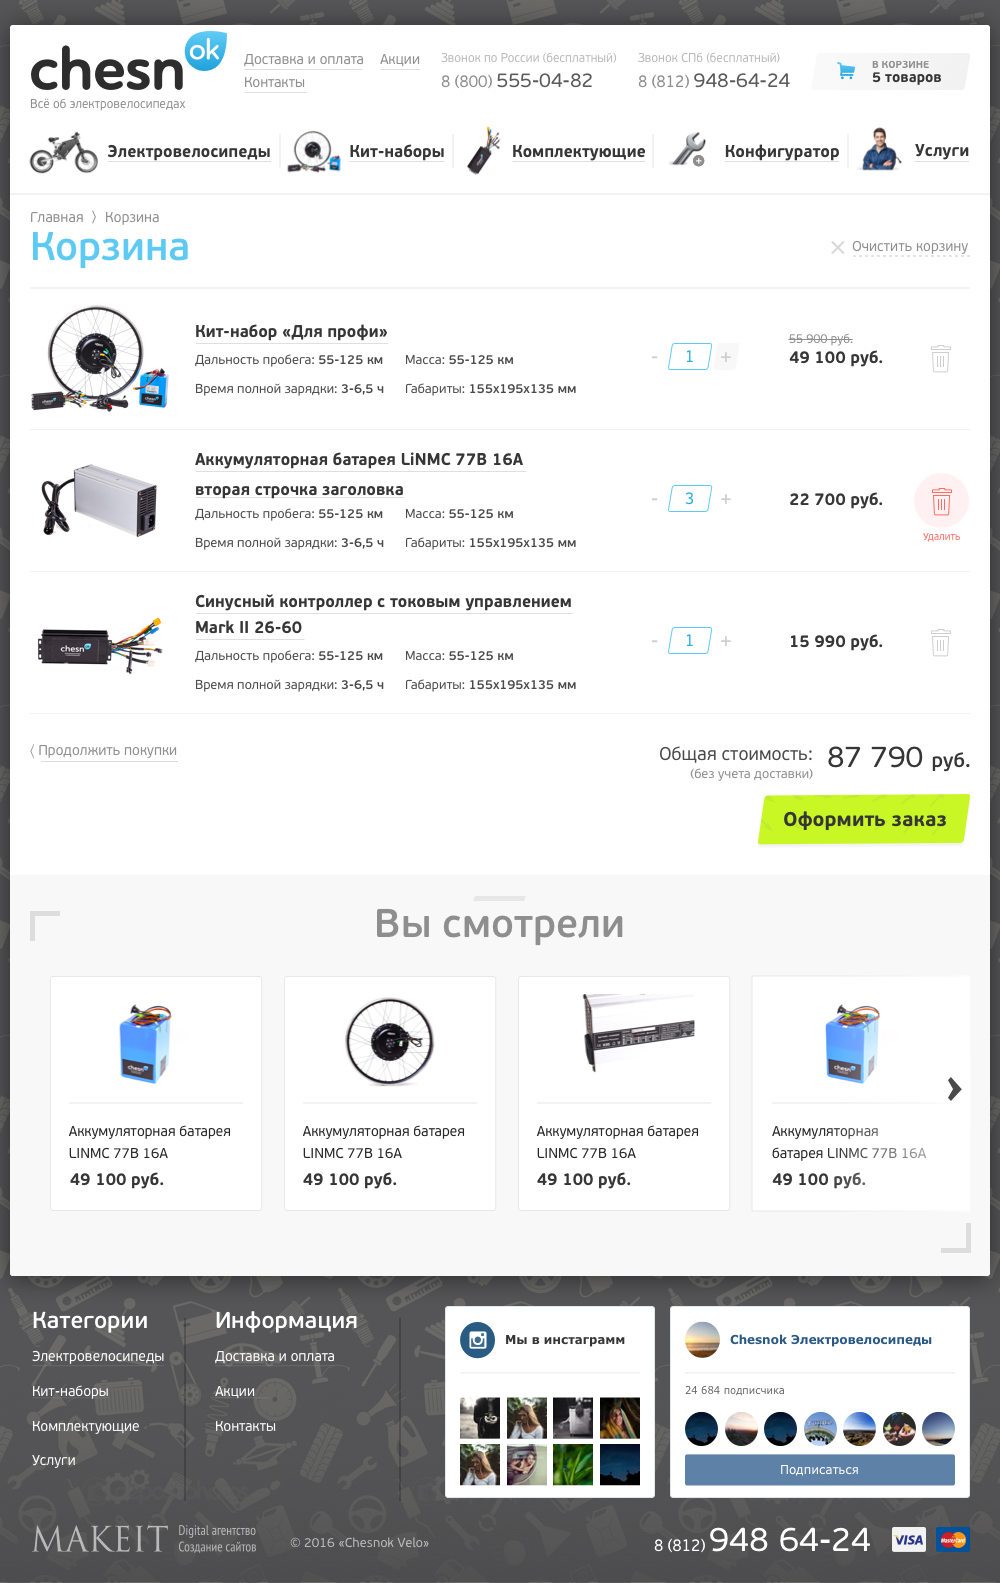 chesn ok
Всё об электровелосипедах
Доставка и оплата Акции
Контакты
Звонок по России (бесплатный)
8 (800) 555-04-82
Звонок СПб (бесплатный)
8 (812) 948-64-24
В КОРЗИНЕ
5 товаров
Электровелосипеды
Кит-наборы
Комплектующие
Конфигуратор
Услуги
Главная 〉 Корзина
Корзина
Очистить корзину
Кит-набор «Для профи»
Дальность пробега: 55-125 км Масса: 55-125 км
Время полной зарядки: 3-6,5 ч Габариты: 155x195x135 мм
- 1 +
55 900 руб.
49 100 руб.
chesn
chesn
Аккумуляторная батарея LiNMC 77В 16А
вторая строчка заголовка
Дальность пробега: 55-125 км Масса: 55-125 км
Время полной зарядки: 3-6,5 ч Габариты: 155x195x135 мм
- 3 +
22 700 руб.
Удалить
chesn
Синусный контроллер с токовым управлением
Mark II 26-60
Дальность пробега: 55-125 км Масса: 55-125 км
Время полной зарядки: 3-6,5 ч Габариты: 155x195x135 мм
- 1 +
15 990 руб.
〈 Продолжить покупки
Общая стоимость: 87 790 руб.
(без учета доставки)
Оформить заказ
Вы смотрели
chesn
Аккумуляторная батарея
LINMC 77В 16А
49 100 руб.
Аккумуляторная батарея
LINMC 77В 16А
49 100 руб.
Аккумуляторная батарея
LINMC 77В 16А
49 100 руб.
chesn
Аккумуляторная
батарея LINMC 77В 16А
49 100 руб.
Категории
Электровелосипеды
Кит-наборы
Комплектующие
Услуги
Информация
Доставка и оплата
Акции
Контакты
Мы в инстаграмм
Chesnok Электровелосипеды
24 684 подписчика
Подписаться
MAKEIT
Digital агентство
Создание сайтов
© 2016 «Chesnok Velo»
8 (812) 948 64-24
VISA
MasterCard